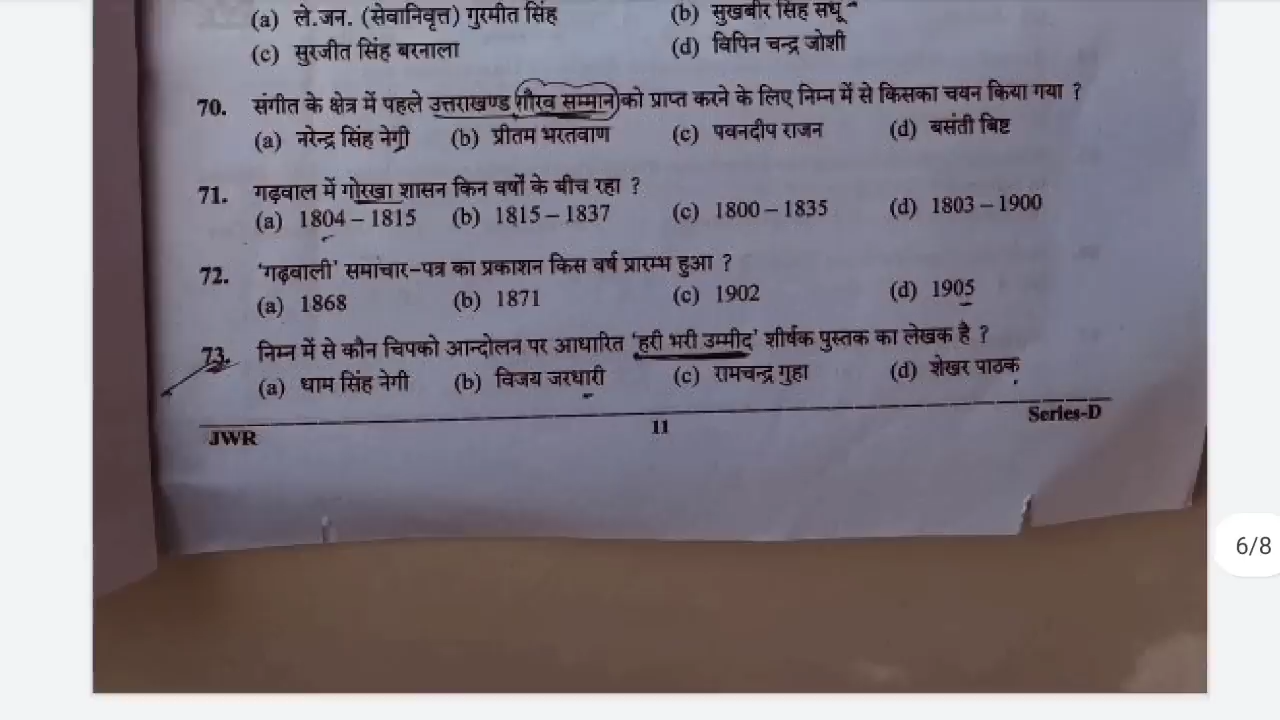 (a) ले.जन. (सेवानिवृत्त) गुरमीत सिंह (b) सुखबीर सिंह संधू
(c) सुरजीत सिंह बरनाला (d) विपिन चन्द्र जोशी
70. संगीत के क्षेत्र में पहले उत्तराखण्ड गौरव सम्मान को प्राप्त करने के लिए निम्न में से किसका चयन किया गया ?
(a) नरेन्द्र सिंह नेगी (b) प्रीतम भरतवाण (c) पवनदीप राजन (d) बसंती बिष्ट
71. गढ़वाल में गोरखा शासन किन वर्षों के बीच रहा ?
(a) 1804 – 1815 (b) 1815 – 1837 (c) 1800 – 1835 (d) 1803 – 1900
72. 'गढ़वाली' समाचार-पत्र का प्रकाशन किस वर्ष प्रारम्भ हुआ ?
(a) 1868 (b) 1871 (c) 1902 (d) 1905
73. निम्न में से कौन चिपको आन्दोलन पर आधारित 'हरी भरी उम्मीद' शीर्षक पुस्तक का लेखक है ?
(a) धाम सिंह नेगी (b) विजय जरधारी (c) रामचन्द्र गुहा (d) शेखर पाठक
JWR 11 Series-D
6/8